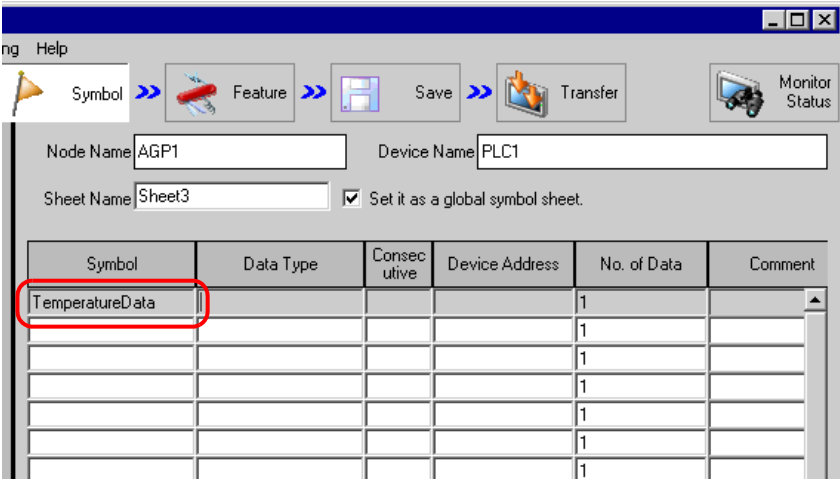 ng Help
Symbol Feature Save Transfer Monitor Status
Node Name AGP1 Device Name PLC1
Sheet Name Sheet3 Set it as a global symbol sheet.
Symbol Data Type Consec utive Device Address No. of Data Comment
TemperatureData 1
1
1
1
1
1
1